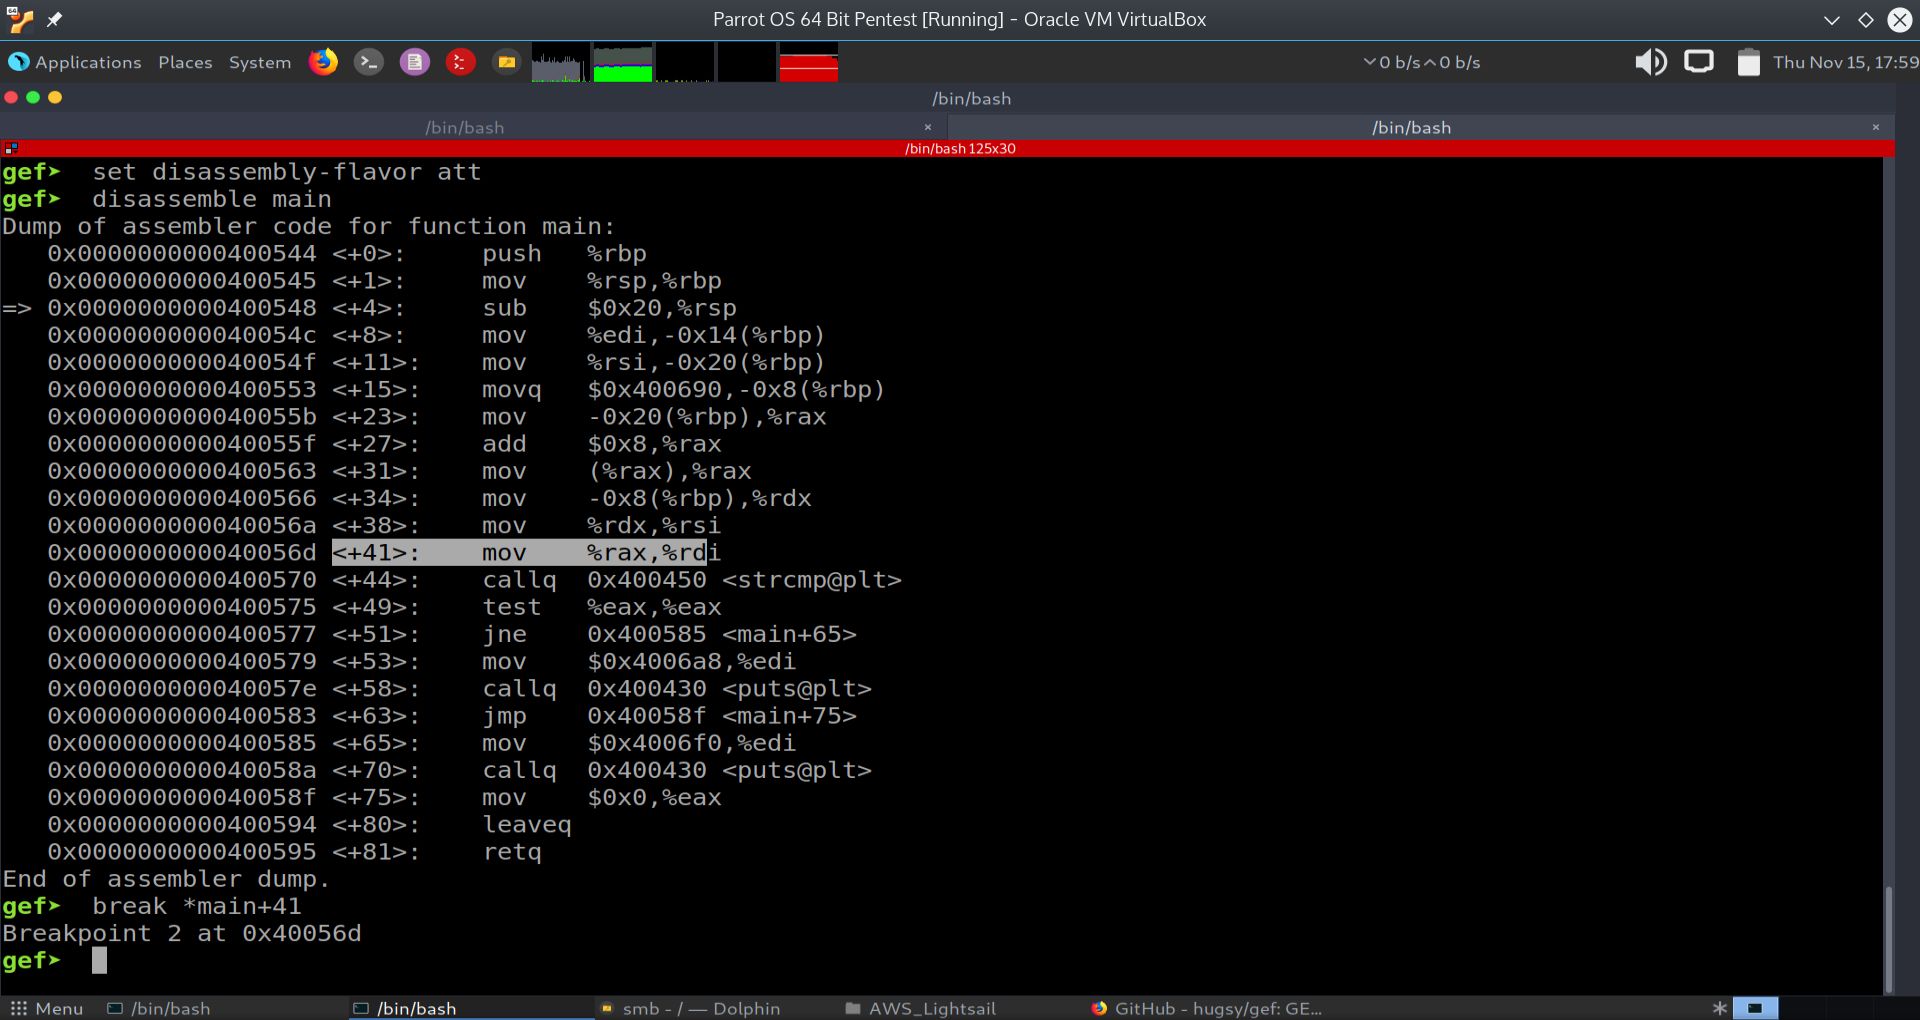 Parrot OS 64 Bit Pentest [Running] - Oracle VM VirtualBox
Applications Places System 0 b/s 0 b/s Thu Nov 15, 17:59
/bin/bash
/bin/bash × /bin/bash ×
/bin/bash 125x30
gef➤  set disassembly-flavor att
gef➤  disassemble main
Dump of assembler code for function main:
   0x0000000000400544 <+0>:     push   %rbp
   0x0000000000400545 <+1>:     mov    %rsp,%rbp
=> 0x0000000000400548 <+4>:     sub    $0x20,%rsp
   0x000000000040054c <+8>:     mov    %edi,-0x14(%rbp)
   0x000000000040054f <+11>:    mov    %rsi,-0x20(%rbp)
   0x0000000000400553 <+15>:    movq   $0x400690,-0x8(%rbp)
   0x000000000040055b <+23>:    mov    -0x20(%rbp),%rax
   0x000000000040055f <+27>:    add    $0x8,%rax
   0x0000000000400563 <+31>:    mov    (%rax),%rax
   0x0000000000400566 <+34>:    mov    -0x8(%rbp),%rdx
   0x000000000040056a <+38>:    mov    %rdx,%rsi
   0x000000000040056d <+41>:    mov    %rax,%rdi
   0x0000000000400570 <+44>:    callq  0x400450 <strcmp@plt>
   0x0000000000400575 <+49>:    test   %eax,%eax
   0x0000000000400577 <+51>:    jne    0x400585 <main+65>
   0x0000000000400579 <+53>:    mov    $0x4006a8,%edi
   0x000000000040057e <+58>:    callq  0x400430 <puts@plt>
   0x0000000000400583 <+63>:    jmp    0x40058f <main+75>
   0x0000000000400585 <+65>:    mov    $0x4006f0,%edi
   0x000000000040058a <+70>:    callq  0x400430 <puts@plt>
   0x000000000040058f <+75>:    mov    $0x0,%eax
   0x0000000000400594 <+80>:    leaveq
   0x0000000000400595 <+81>:    retq
End of assembler dump.
gef➤  break *main+41
Breakpoint 2 at 0x40056d
gef➤
Menu /bin/bash /bin/bash smb - / — Dolphin AWS_Lightsail GitHub - hugsy/gef: GE...